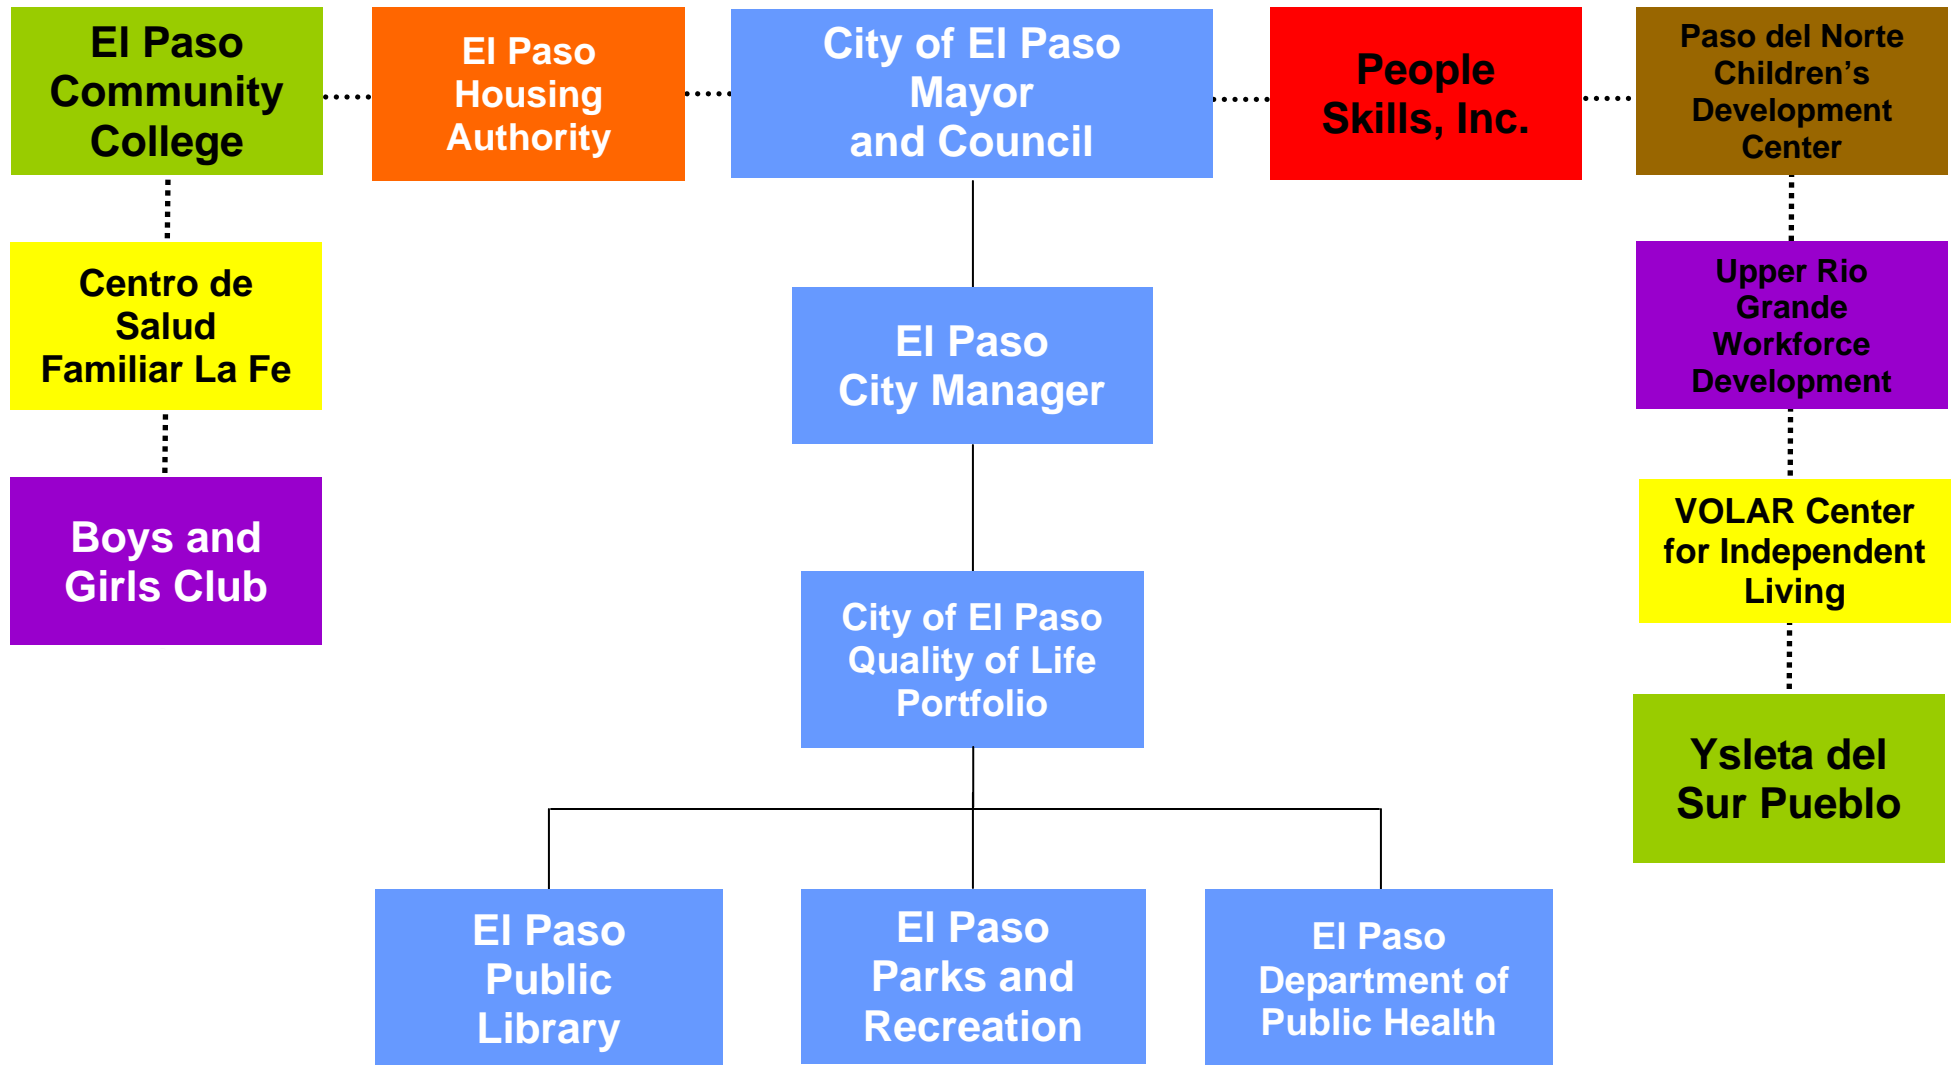 El Paso
Community
College
El Paso
Housing
Authority
City of El Paso
Mayor
and Council
People
Skills, Inc.
Paso del Norte
Children’s
Development
Center
Centro de
Salud
Familiar La Fe
El Paso
City Manager
Upper Rio
Grande
Workforce
Development
Boys and
Girls Club
City of El Paso
Quality of Life
Portfolio
VOLAR Center
for Independent
Living
Ysleta del
Sur Pueblo
El Paso
Public
Library
El Paso
Parks and
Recreation
El Paso
Department of
Public Health